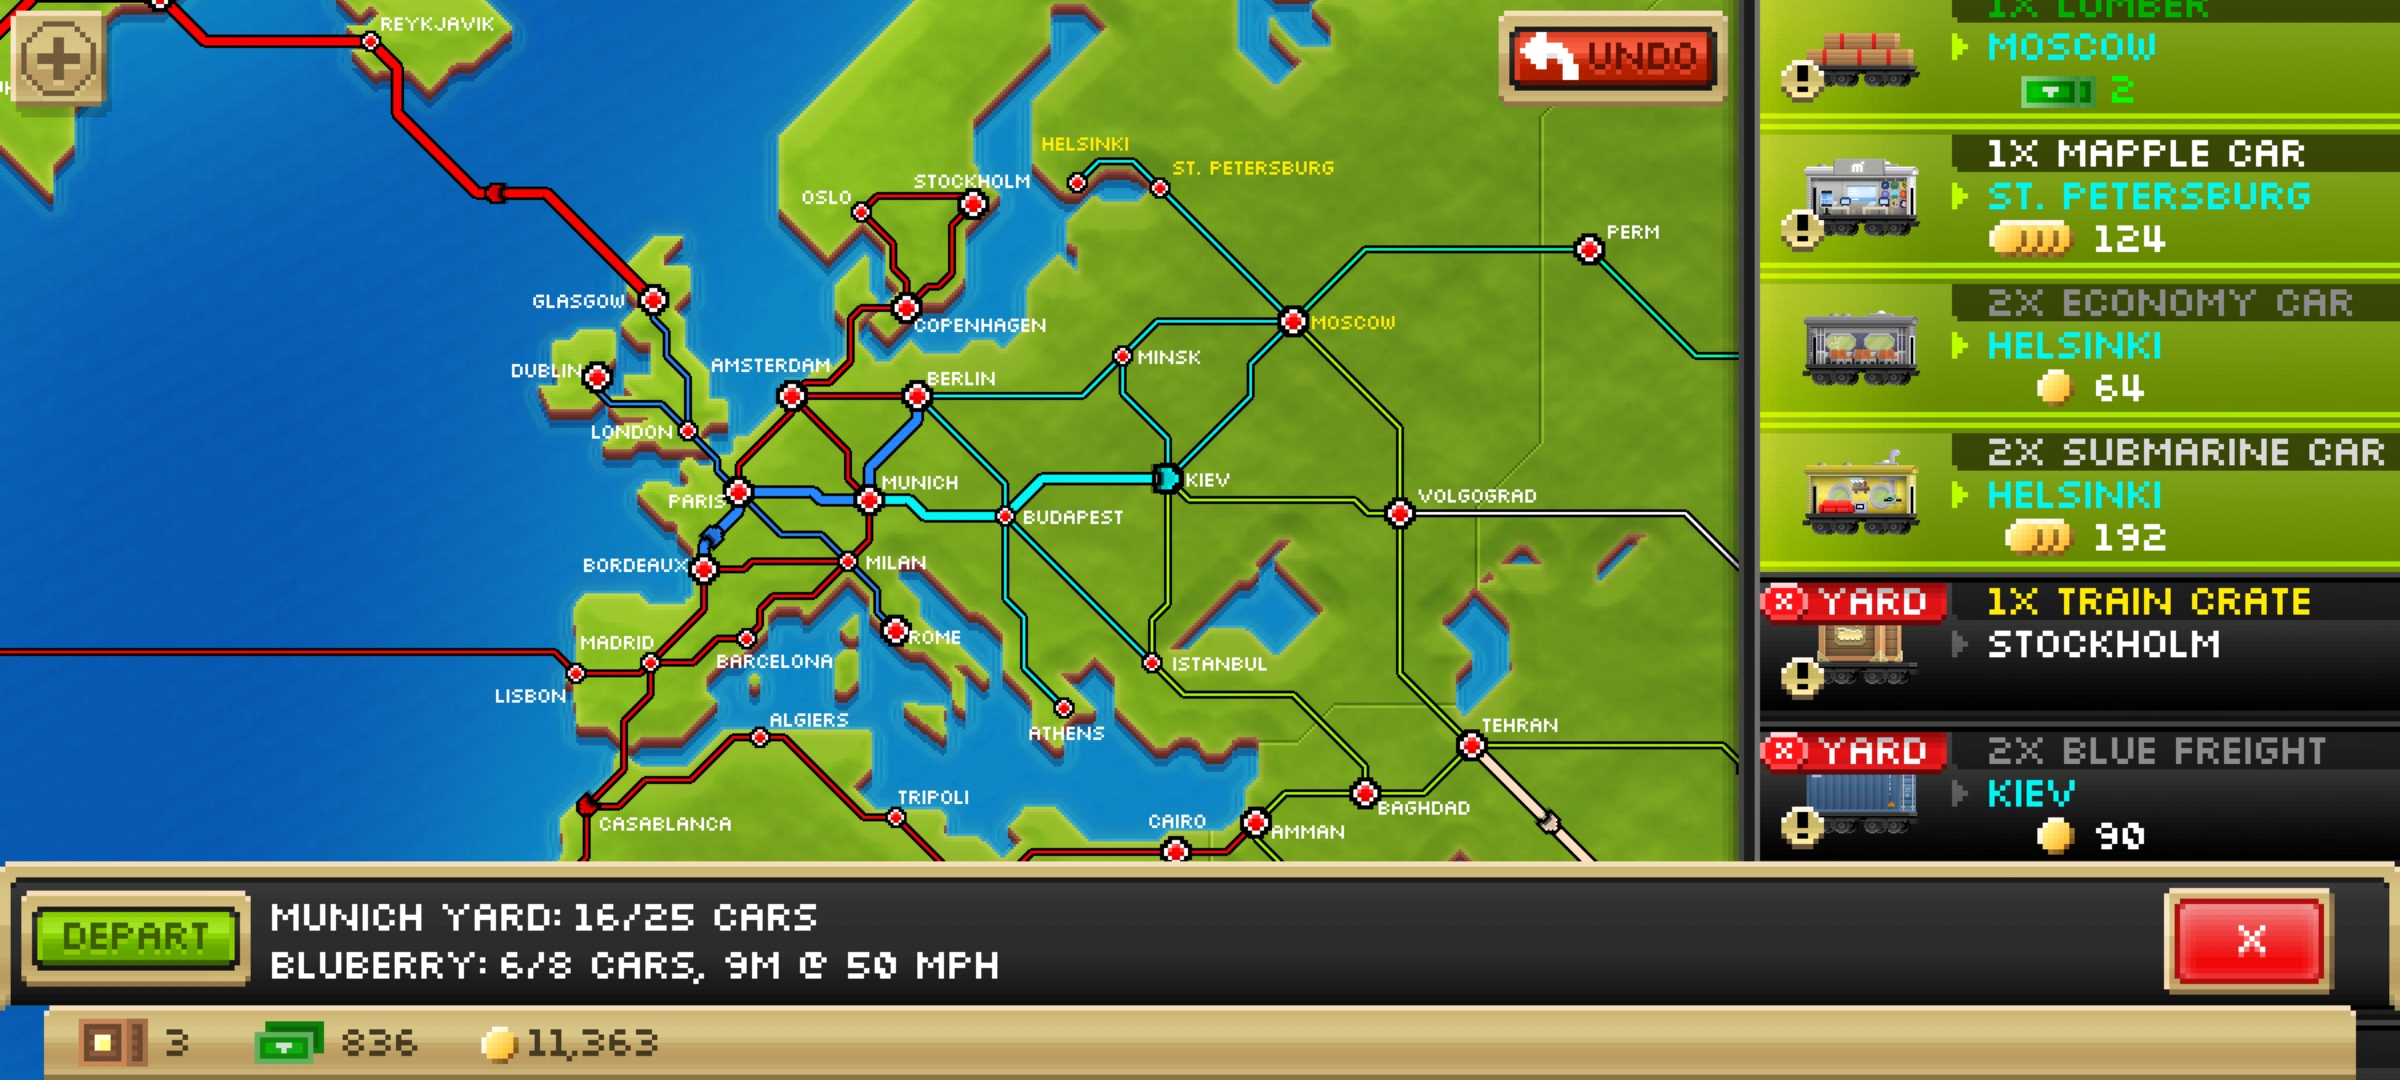 REYKJAVIK
UNDO
HELSINKI
ST. PETERSBURG
STOCKHOLM
OSLO
PERM
GLASGOW
COPENHAGEN
MOSCOW
DUBLIN
AMSTERDAM
BERLIN
MINSK
LONDON
PARIS
MUNICH
KIEV
VOLGOGRAD
BUDAPEST
BORDEAUX
MILAN
MADRID
ROME
BARCELONA
ISTANBUL
LISBON
ALGIERS
ATHENS
TEHRAN
TRIPOLI
CASABLANCA
CAIRO
AMMAN
BAGHDAD
1X LUMBER
MOSCOW
2
1X MAPPLE CAR
ST. PETERSBURG
124
2X ECONOMY CAR
HELSINKI
64
2X SUBMARINE CAR
HELSINKI
192
YARD
1X TRAIN CRATE
STOCKHOLM
YARD
2X BLUE FREIGHT
KIEV
90
DEPART
MUNICH YARD: 16/25 CARS
BLUBERRY: 6/8 CARS, 9M @ 50 MPH
X
3
836
11,363